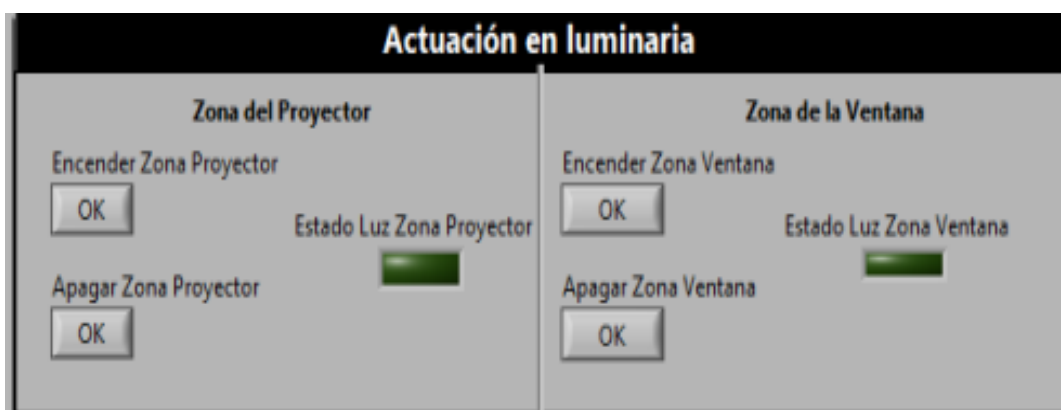 Actuación en luminaria
Zona del Proyector
Encender Zona Proyector
OK
Estado Luz Zona Proyector
Apagar Zona Proyector
OK
Zona de la Ventana
Encender Zona Ventana
OK
Estado Luz Zona Ventana
Apagar Zona Ventana
OK